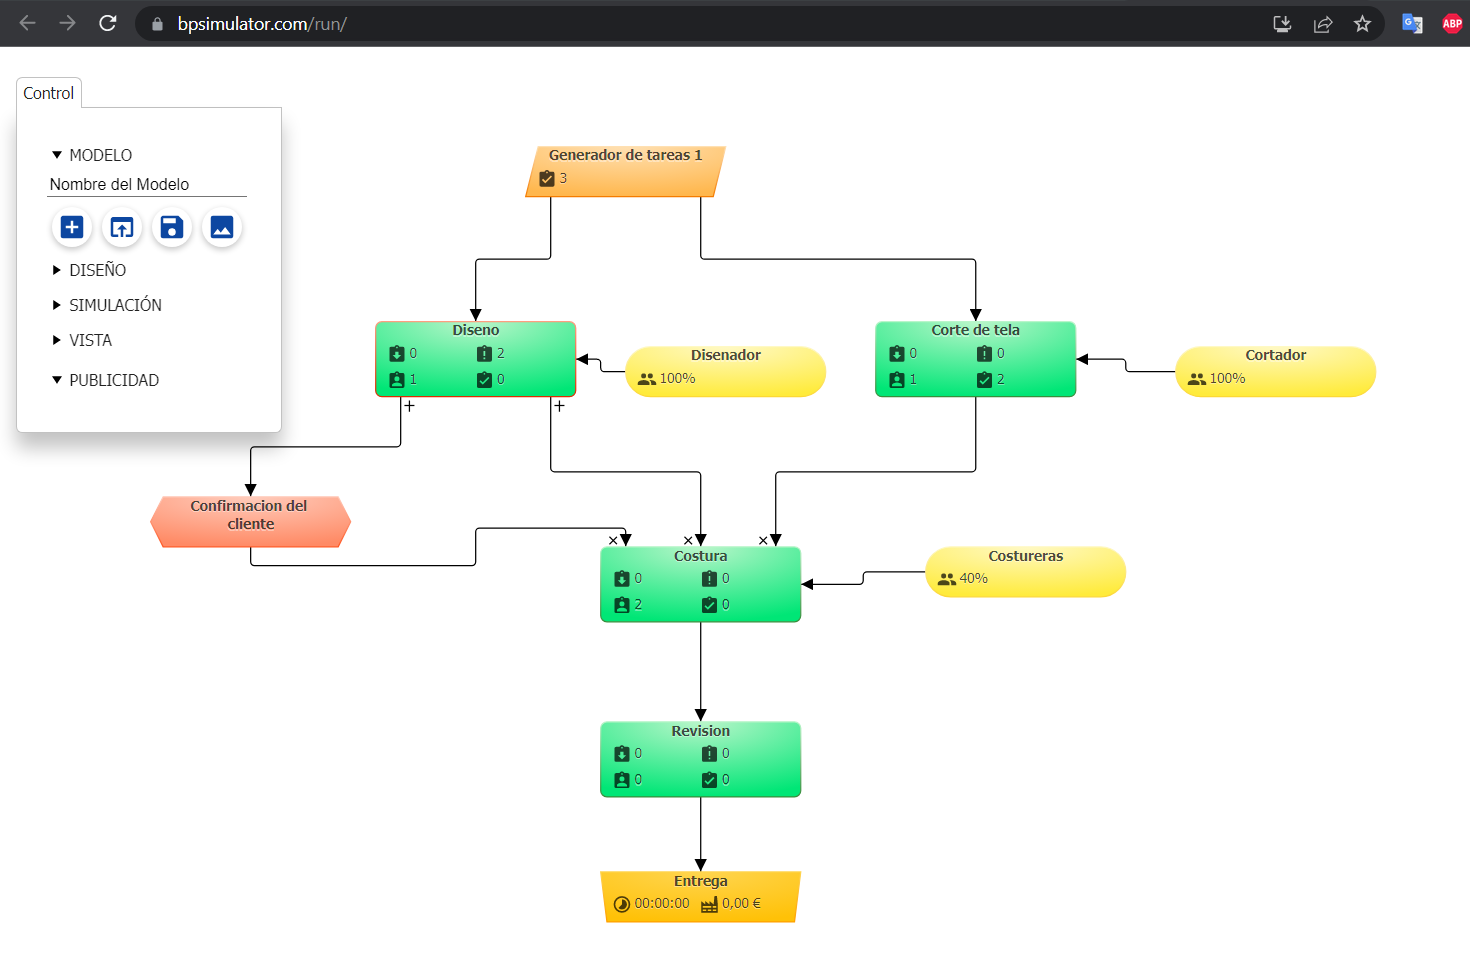 bpsimulator.com/run/
ABP
Control
MODELO
Nombre del Modelo
DISEÑO
SIMULACIÓN
VISTA
PUBLICIDAD
Generador de tareas 1
3
Diseno
0 2
1 0
Disenador
100%
Corte de tela
0 0
1 2
Cortador
100%
Confirmacion del
cliente
Costura
0 0
2 0
Costureras
40%
Revision
0 0
0 0
Entrega
00:00:00 0,00 €